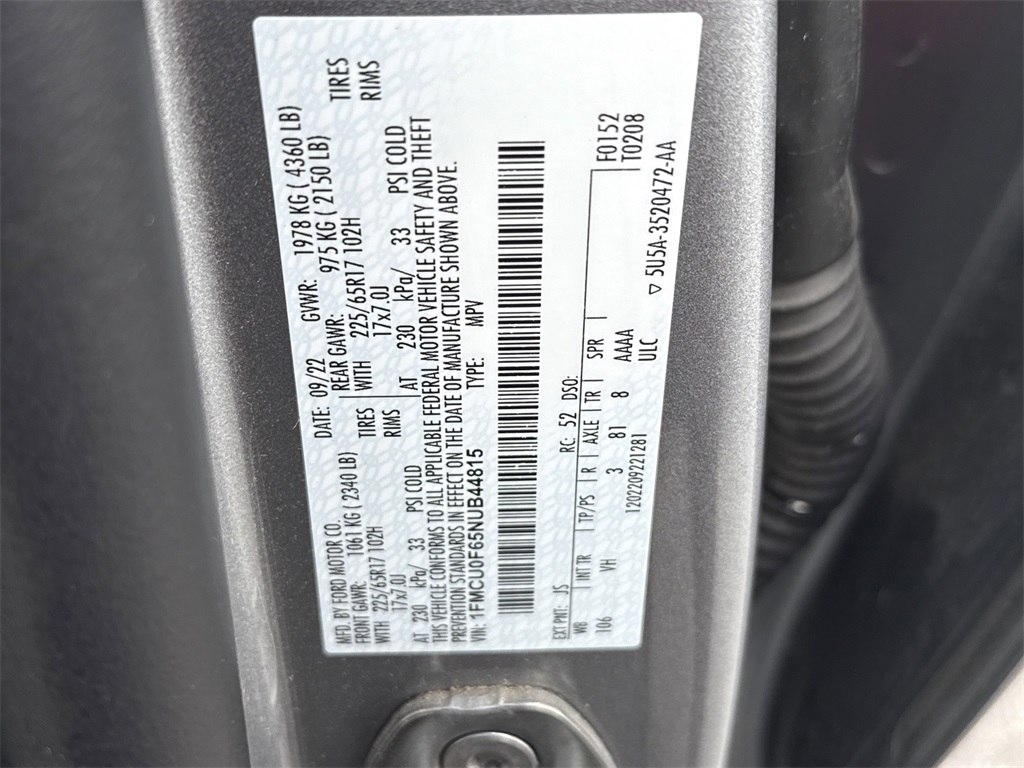 MFD. BY FORD MOTOR CO.
DATE: 09/22 GVWR: 1978 KG ( 4360 LB)
FRONT GAWR: 1061 KG ( 2340 LB) REAR GAWR: 975 KG ( 2150 LB)
WITH 225/65R17 102H TIRES WITH 225/65R17 102H TIRES
17x7.0J RIMS 17x7.0J RIMS
AT 230 kPa/ 33 PSI COLD AT 230 kPa/ 33 PSI COLD
THIS VEHICLE CONFORMS TO ALL APPLICABLE FEDERAL MOTOR VEHICLE SAFETY AND THEFT
PREVENTION STANDARDS IN EFFECT ON THE DATE OF MANUFACTURE SHOWN ABOVE.
VIN: 1FMCU0F65NUB44815 TYPE: MPV
EXT PNT: JS RC: 52 DSO: F0152
WB INT TR TP/PS R AXLE TR SPR T0208
106 VH 3 81 8 AAAA
120220922128​1 ULC
▽ 5U5A-3520472-AA